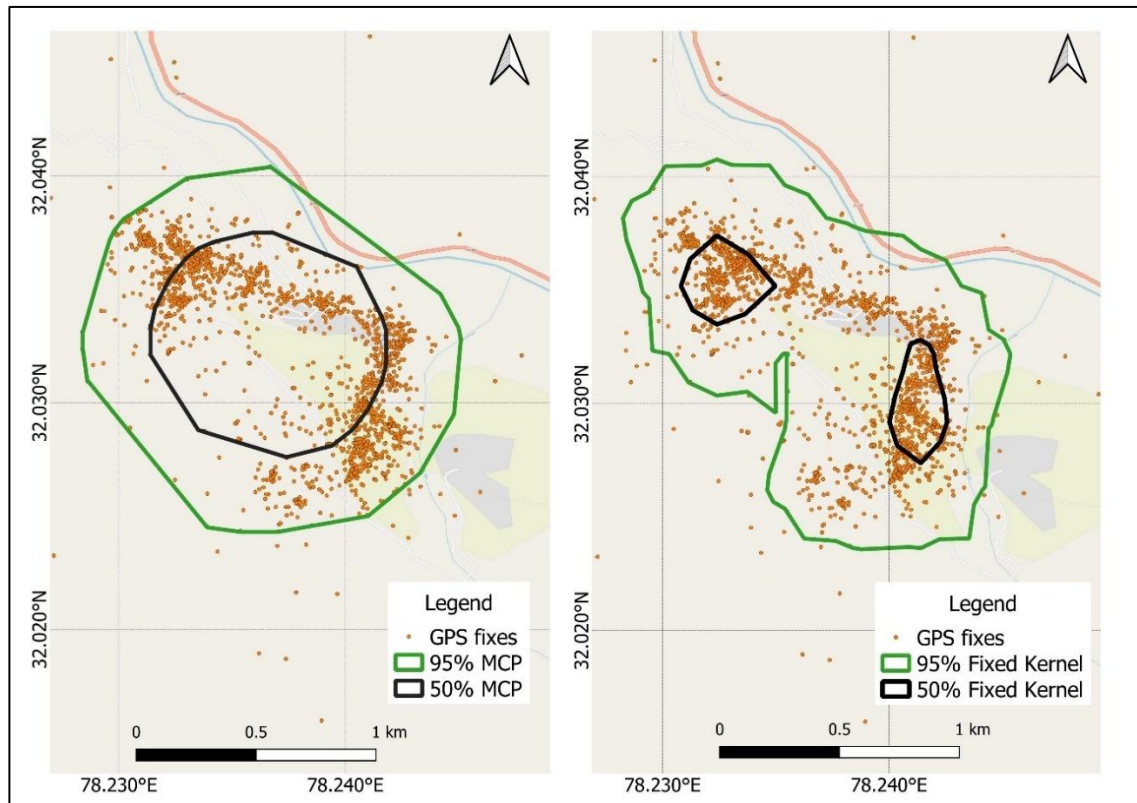 32.040°N
32.030°N
32.020°N
Legend
GPS fixes
95% MCP
50% MCP
0 0.5 1 km
78.230°E 78.240°E
32.040°N
32.030°N
32.020°N
Legend
GPS fixes
95% Fixed Kernel
50% Fixed Kernel
0 0.5 1 km
78.230°E 78.240°E